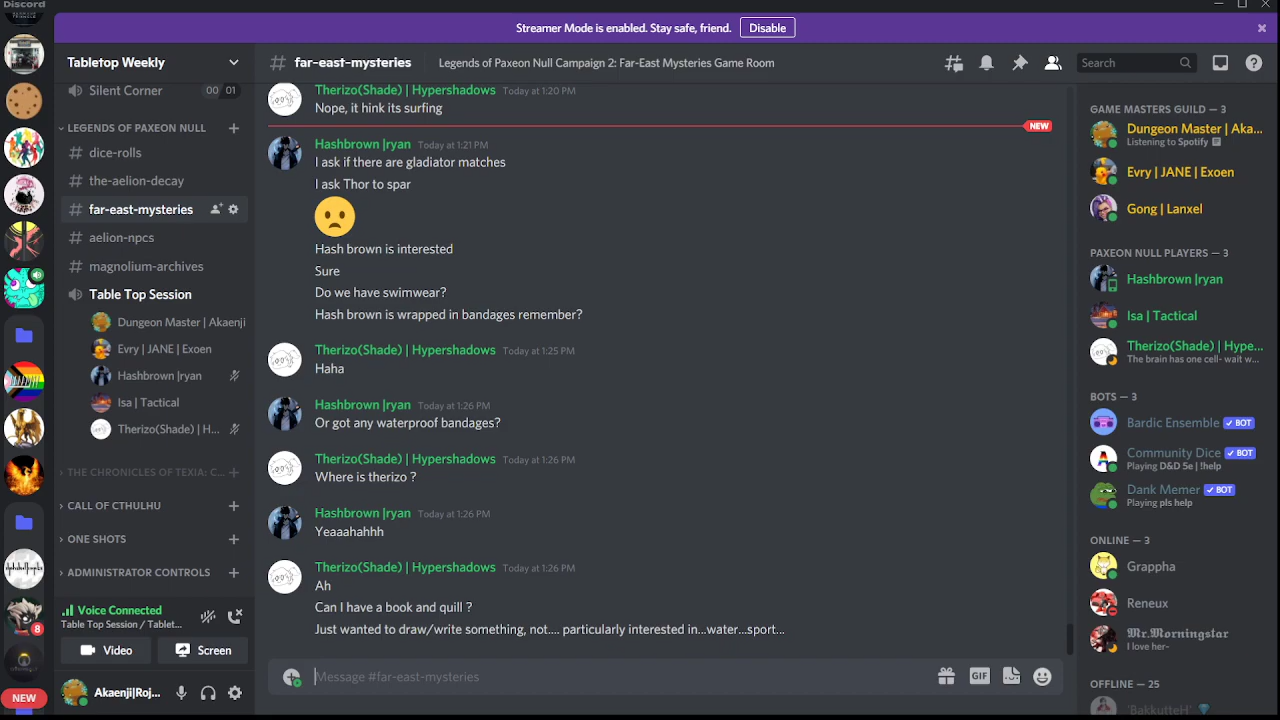 Discord
Streamer Mode is enabled. Stay safe, friend.
Disable
Tabletop Weekly
Silent Corner
00 01
LEGENDS OF PAXEON NULL
dice-rolls
the-aelion-decay
far-east-mysteries
aelion-npcs
magnolium-archives
Table Top Session
Dungeon Master | Akaenji
Evry | JANE | Exoen
Hashbrown |ryan
Isa | Tactical
Therizo(Shade) | H...
THE CHRONICLES OF TEXIA: C...
CALL OF CTHULHU
ONE SHOTS
ADMINISTRATOR CONTROLS
Voice Connected
Table Top Session / Tablet...
Video
Screen
Akaenji|Roj...
8
NEW
# far-east-mysteries
Legends of Paxeon Null Campaign 2: Far-East Mysteries Game Room
Search
Therizo(Shade) | Hypershadows Today at 1:20 PM
Nope, it hink its surfing
NEW
Hashbrown |ryan Today at 1:21 PM
I ask if there are gladiator matches
I ask Thor to spar
Hash brown is interested
Sure
Do we have swimwear?
Hash brown is wrapped in bandages remember?
Therizo(Shade) | Hypershadows Today at 1:25 PM
Haha
Hashbrown |ryan Today at 1:26 PM
Or got any waterproof bandages?
Therizo(Shade) | Hypershadows Today at 1:26 PM
Where is therizo ?
Hashbrown |ryan Today at 1:26 PM
Yeaaahahhh
Therizo(Shade) | Hypershadows Today at 1:26 PM
Ah
Can I have a book and quill ?
Just wanted to draw/write something, not.... particularly interested in...water...sport...
Message #far-east-mysteries
GIF
GAME MASTERS GUILD — 3
Dungeon Master | Aka...
Listening to Spotify
Evry | JANE | Exoen
Gong | Lanxel
PAXEON NULL PLAYERS — 3
Hashbrown |ryan
Isa | Tactical
Therizo(Shade) | Hype...
The brain has one cell- wait w...
BOTS — 3
Bardic Ensemble ✓ BOT
Community Dice ✓ BOT
Playing D&D 5e | !help
Dank Memer ✓ BOT
Playing pls help
ONLINE — 3
Grappha
Reneux
𝕸𝖗.𝕸𝖔𝖗𝖓𝖎𝖓𝖌𝖘𝖙𝖆𝖗
I love her-
OFFLINE — 25
'BakkutteH'